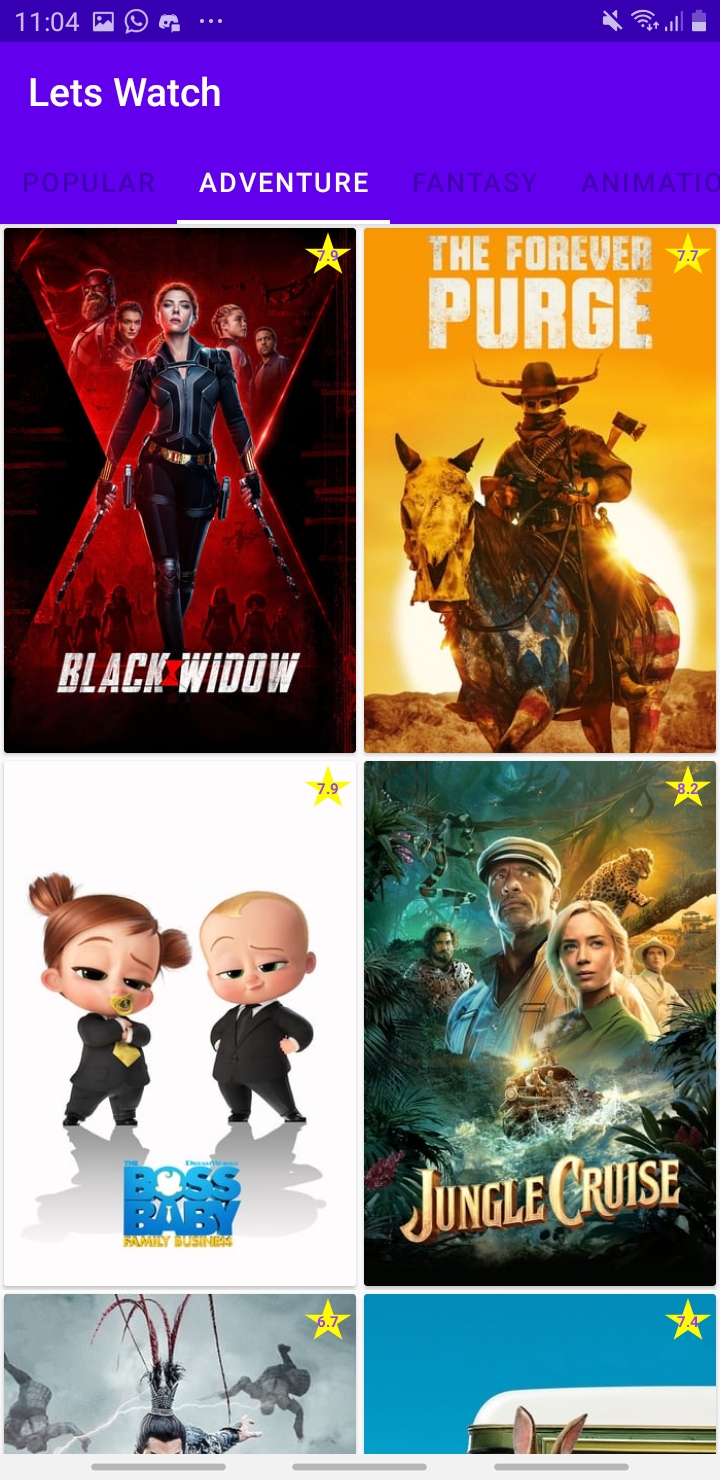 11:04
Lets Watch
POPULAR ADVENTURE FANTASY ANIMATIO
7.9
BLACK WIDOW
7.7
THE FOREVER
PURGE
7.9
THE DREAMWORKS
BOSS
BABY
FAMILY BUSINESS
8.2
JUNGLE CRUISE
6.7
7.4